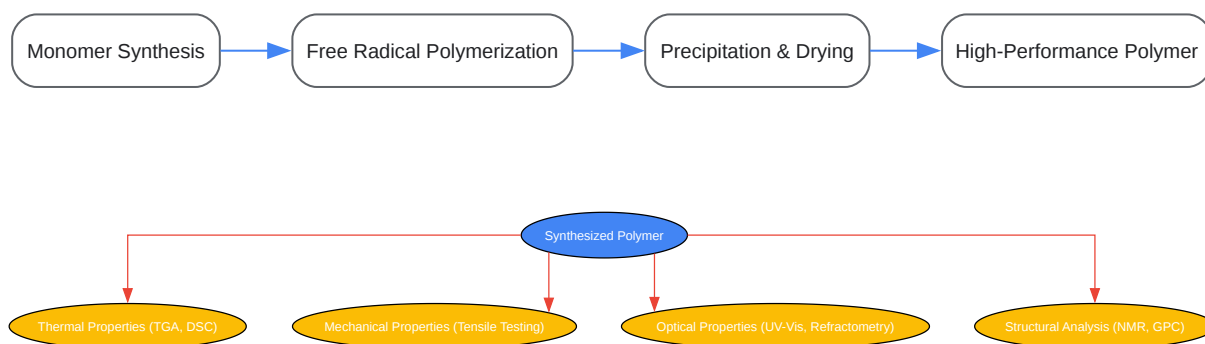 Monomer Synthesis
Free Radical Polymerization
Precipitation & Drying
High-Performance Polymer
Synthesized Polymer
Thermal Properties (TGA, DSC)
Mechanical Properties (Tensile Testing)
Optical Properties (UV-Vis, Refractometry)
Structural Analysis (NMR, GPC)